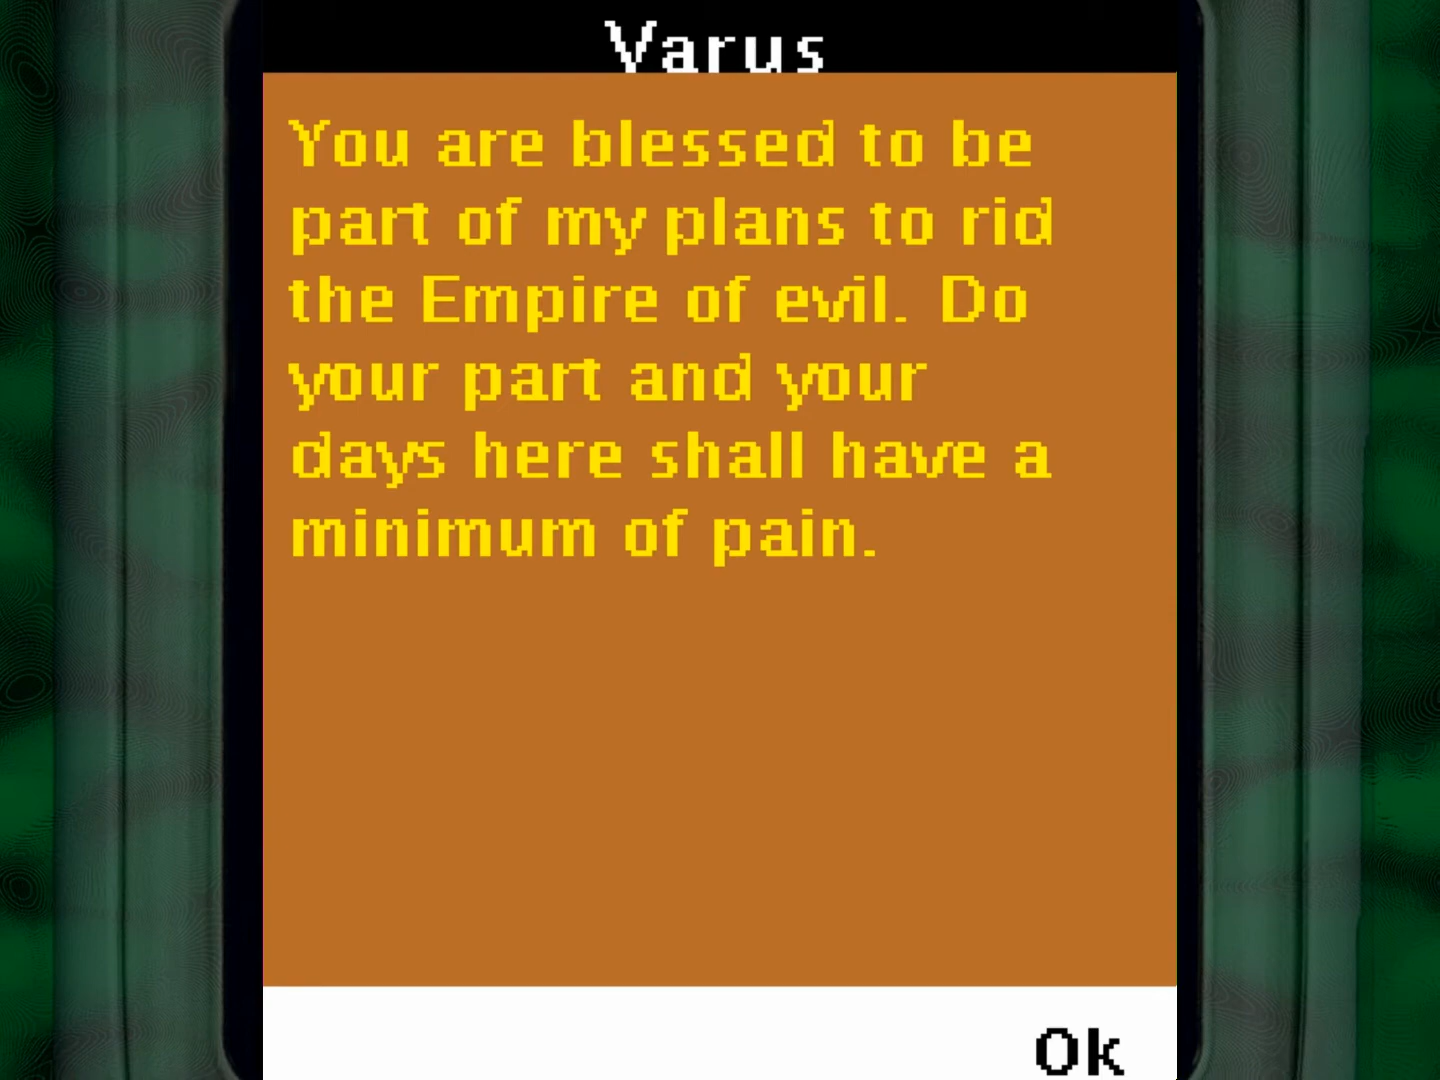 Varus
You are blessed to be
part of my plans to rid
the Empire of evil. Do
your part and your
days here shall have a
minimum of pain.
Ok